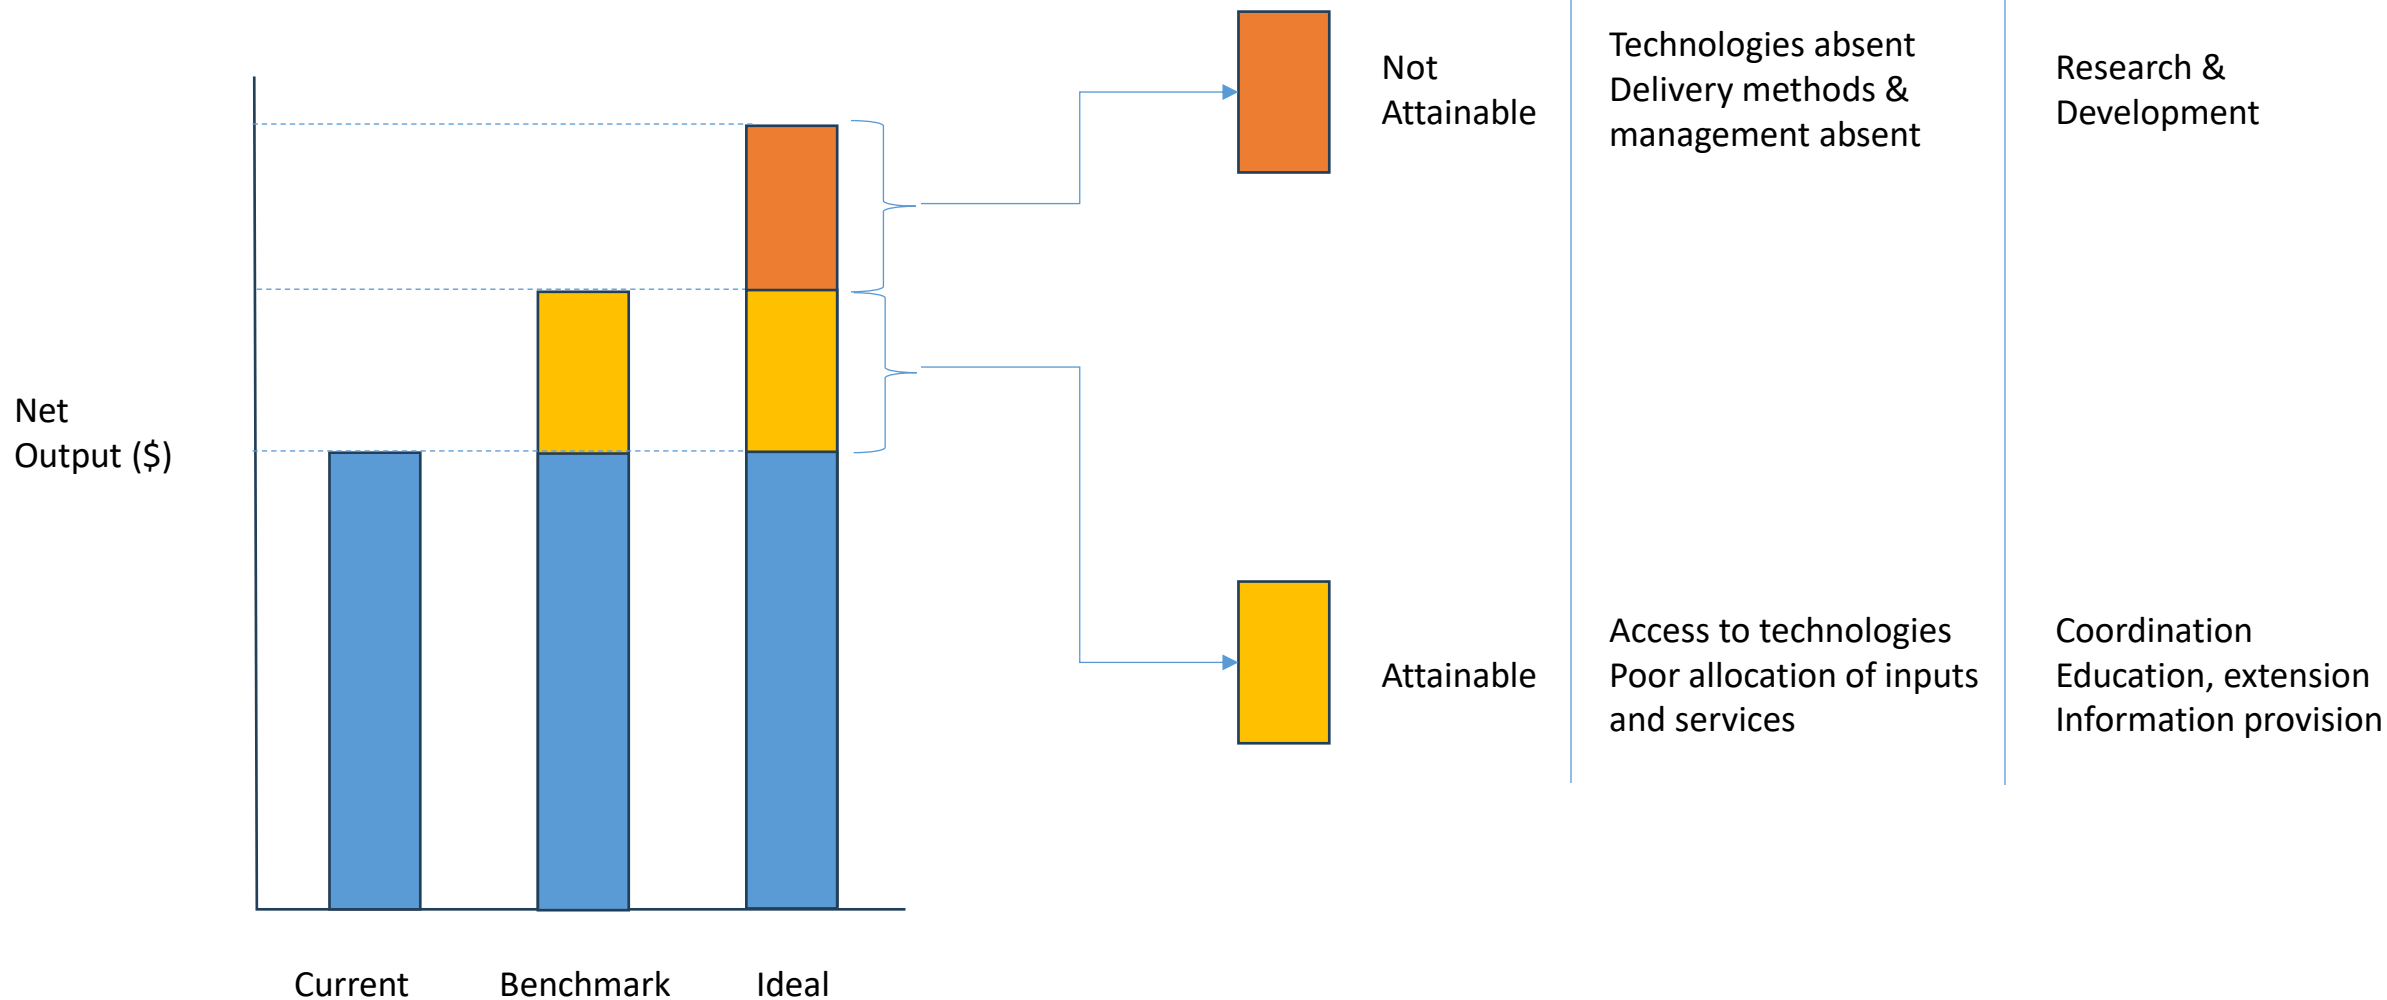 Net
Output ($)
Current
Benchmark
Ideal
Not
Attainable
Technologies absent
Delivery methods &
management absent
Research &
Development
Attainable
Access to technologies
Poor allocation of inputs
and services
Coordination
Education, extension
Information provision